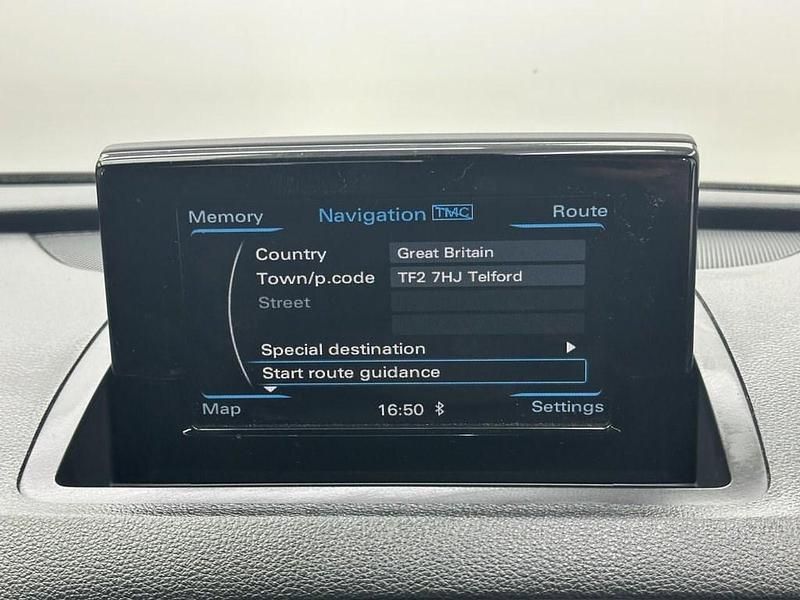 Memory Navigation TMC Route
Country Great Britain
Town/p.code TF2 7HJ Telford
Street
Special destination
Start route guidance
Map 16:50 Settings